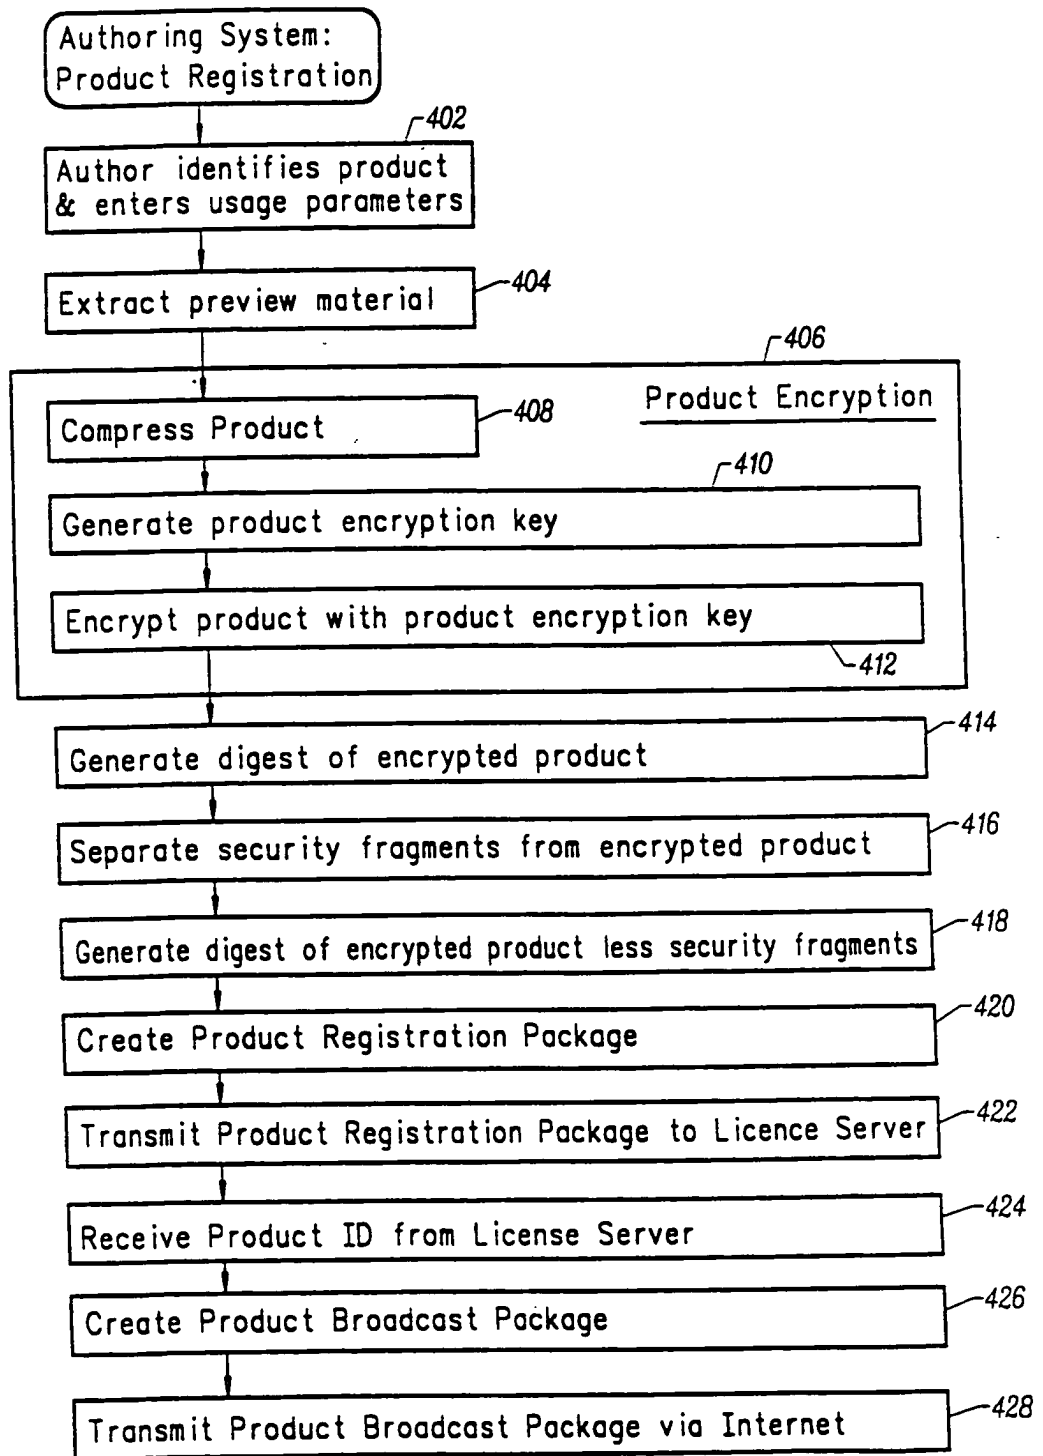 Authoring System:
Product Registration
402
Author identifies product
& enters usage parameters
Extract preview material
404
406
Product Encryption
Compress Product
408
410
Generate product encryption key
Encrypt product with product encryption key
412
414
Generate digest of encrypted product
416
Separate security fragments from encrypted product
418
Generate digest of encrypted product less security fragments
420
Create Product Registration Package
422
Transmit Product Registration Package to Licence Server
424
Receive Product ID from License Server
426
Create Product Broadcast Package
428
Transmit Product Broadcast Package via Internet